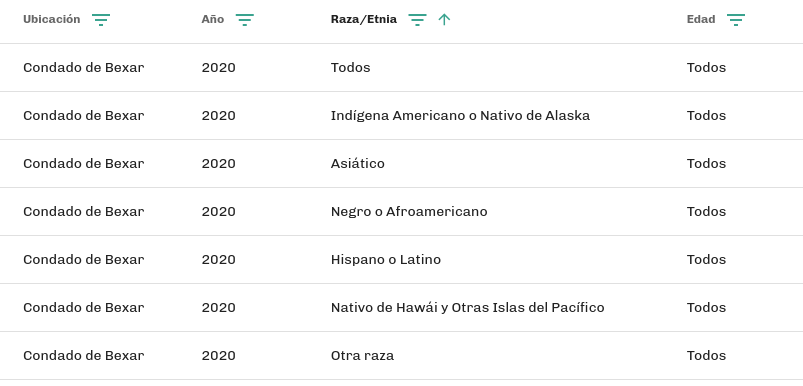 Ubicación Año Raza/Etnia Edad
Condado de Bexar 2020 Todos Todos
Condado de Bexar 2020 Indígena Americano o Nativo de Alaska Todos
Condado de Bexar 2020 Asiático Todos
Condado de Bexar 2020 Negro o Afroamericano Todos
Condado de Bexar 2020 Hispano o Latino Todos
Condado de Bexar 2020 Nativo de Hawái y Otras Islas del Pacífico Todos
Condado de Bexar 2020 Otra raza Todos